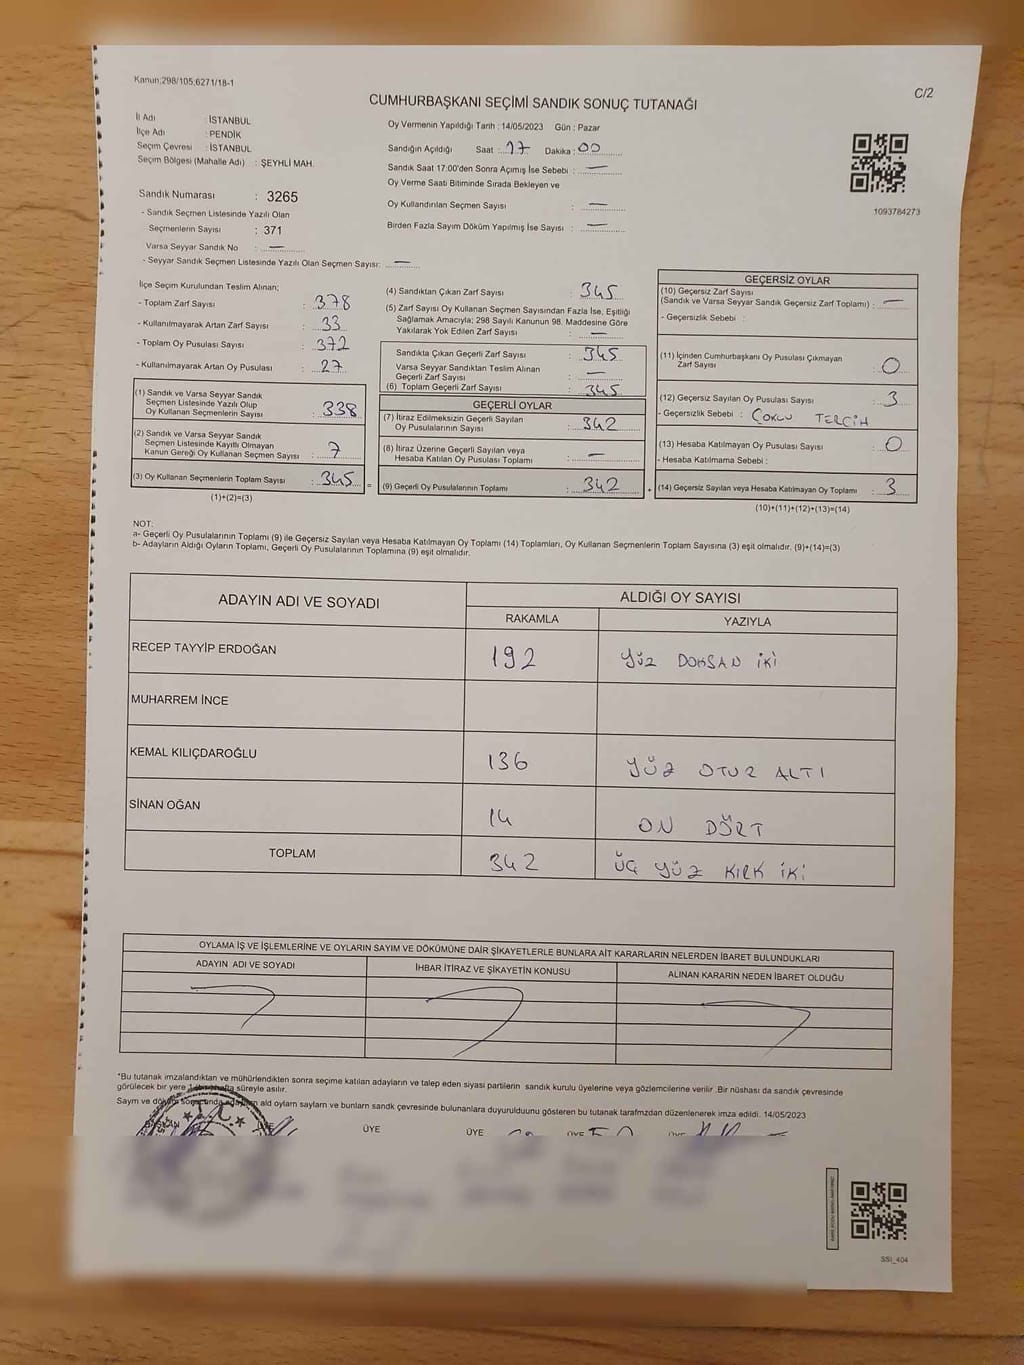 Kanun;298/105;6271/18-1
C/2
CUMHURBAŞKANI SEÇİMİ SANDIK SONUÇ TUTANAĞI
İl Adı : İSTANBUL
İlçe Adı : PENDİK
Seçim Çevresi : İSTANBUL
Seçim Bölgesi (Mahalle Adı) : ŞEYHLİ MAH.
Sandık Numarası : 3265
- Sandık Seçmen Listesinde Yazılı Olan
Seçmenlerin Sayısı : 371
Varsa Seyyar Sandık No : —
- Seyyar Sandık Seçmen Listesinde Yazılı Olan Seçmen Sayısı: —
Oy Vermenin Yapıldığı Tarih : 14/05/2023 Gün : Pazar
Sandığın Açıldığı Saat : 17 Dakika : 00
Sandık Saat 17:00'den Sonra Açımış İse Sebebi : —
Oy Verme Saati Bitiminde Sırada Bekleyen ve
Oy Kullandırılan Seçmen Sayısı : —
Birden Fazla Sayım Döküm Yapılmış İse Sayısı : —
1093784273
İlçe Seçim Kurulundan Teslim Alınan;
- Toplam Zarf Sayısı : 378
- Kullanılmayarak Artan Zarf Sayısı : 33
- Toplam Oy Pusulası Sayısı : 372
- Kullanılmayarak Artan Oy Pusulası : 27
(1) Sandık ve Varsa Seyyar Sandık
Seçmen Listesinde Yazılı Olup
Oy Kullanan Seçmenlerin Sayısı : 338
(2) Sandık ve Varsa Seyyar Sandık
Seçmen Listesinde Kayıtlı Olmayan
Kanun Gereği Oy Kullanan Seçmen Sayısı : 7
(3) Oy Kullanan Seçmenlerin Toplam Sayısı : 345
(1)+(2)=(3)
(4) Sandıktan Çıkan Zarf Sayısı : 345
(5) Zarf Sayısı Oy Kullanan Seçmen Sayısından Fazla İse, Eşitliği
Sağlamak Amacıyla; 298 Sayılı Kanunun 98. Maddesine Göre
Yakılarak Yok Edilen Zarf Sayısı : —
Sandıkta Çıkan Geçerli Zarf Sayısı : 345
Varsa Seyyar Sandıktan Teslim Alınan
Geçerli Zarf Sayısı : —
(6) Toplam Geçerli Zarf Sayısı : 345
GEÇERLİ OYLAR
(7) İtiraz Edilmeksizin Geçerli Sayılan
Oy Pusulalarının Sayısı : 342
(8) İtiraz Üzerine Geçerli Sayılan veya
Hesaba Katılan Oy Pusulası Toplamı : —
= (9) Geçerli Oy Pusulalarının Toplamı : 342
GEÇERSİZ OYLAR
(10) Geçersiz Zarf Sayısı
(Sandık ve Varsa Seyyar Sandık Geçersiz Zarf Toplamı) : —
- Geçersizlik Sebebi :
(11) İçinden Cumhurbaşkanı Oy Pusulası Çıkmayan
Zarf Sayısı : 0
(12) Geçersiz Sayılan Oy Pusulası Sayısı : 3
- Geçersizlik Sebebi : ÇOKLU TERCİH
(13) Hesaba Katılmayan Oy Pusulası Sayısı : 0
- Hesaba Katılmama Sebebi :
+ (14) Geçersiz Sayılan veya Hesaba Katılmayan Oy Toplamı : 3
(10)+(11)+(12)+(13)=(14)
NOT:
a- Geçerli Oy Pusulalarının Toplamı (9) ile Geçersiz Sayılan veya Hesaba Katılmayan Oy Toplamı (14) Toplamları, Oy Kullanan Seçmenlerin Toplam Sayısına (3) eşit olmalıdır. (9)+(14)=(3)
b- Adayların Aldığı Oyların Toplamı, Geçerli Oy Pusulalarının Toplamına (9) eşit olmalıdır.
ADAYIN ADI VE SOYADI ALDIĞI OY SAYISI
RAKAMLA YAZIYLA
RECEP TAYYİP ERDOĞAN 192 YÜZ DOKSAN İKİ
MUHARREM İNCE
KEMAL KILIÇDAROĞLU 136 YÜZ OTUZ ALTI
SİNAN OĞAN 14 ON DÖRT
TOPLAM 342 ÜÇ YÜZ KIRK İKİ
OYLAMA İŞ VE İŞLEMLERİNE VE OYLARIN SAYIM VE DÖKÜMÜNE DAİR ŞİKAYETLERLE BUNLARA AİT KARARLARIN NELERDEN İBARET BULUNDUKLARI
ADAYIN ADI VE SOYADI İHBAR İTİRAZ VE ŞİKAYETİN KONUSU ALINAN KARARIN NEDEN İBARET OLDUĞU
*Bu tutanak imzalandıktan ve mühürlendikten sonra seçime katılan adayların ve talep eden siyasi partilerin sandık kurulu üyelerine veya gözlemcilerine verilir .Bir nüshası da sandık çevresinde
görülecek bir yere süreyle asılır.
Sayım ve döküm ald oylam saylam ve bunların sandık çevresinde bulunanlara duyurulduunu gösteren bu tutanak tarafmzdan düzenlenerek imza edildi. 14/05/2023
BAŞKAN ÜYE ÜYE ÜYE ÜYE ÜYE
T.C.
SSI_404